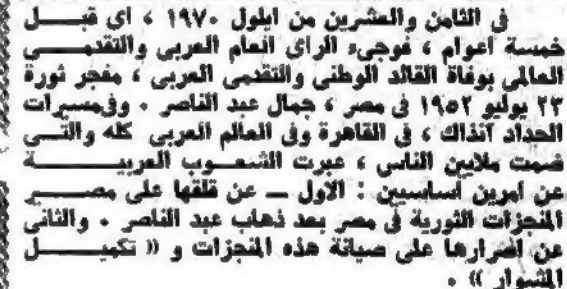 في الثامن والعشرين من ايلول ١٩٧٠ ، اي قبل
خمسة اعوام ، فوجىء الراي العام العربي والتقدمي
العالمي بوفاة القائد الوطني والتقدمي العربي ، مفجر ثورة
٢٣ يوليو ١٩٥٢ في مصر ، جمال عبد الناصر . وفي مسيرات
الحداد آنذاك ، في القاهرة وفي العالم العربي كله والتي
ضمت ملايين الناس ، عبرت الشعوب العربية
عن امرين اساسيين : الاول ــ عن قلقها على مصير
المنجزات الثورية في مصر بعد ذهاب عبد الناصر . والثاني
عن اصرارها على صيانة هذه المنجزات و (( تكميل
المشوار )) .